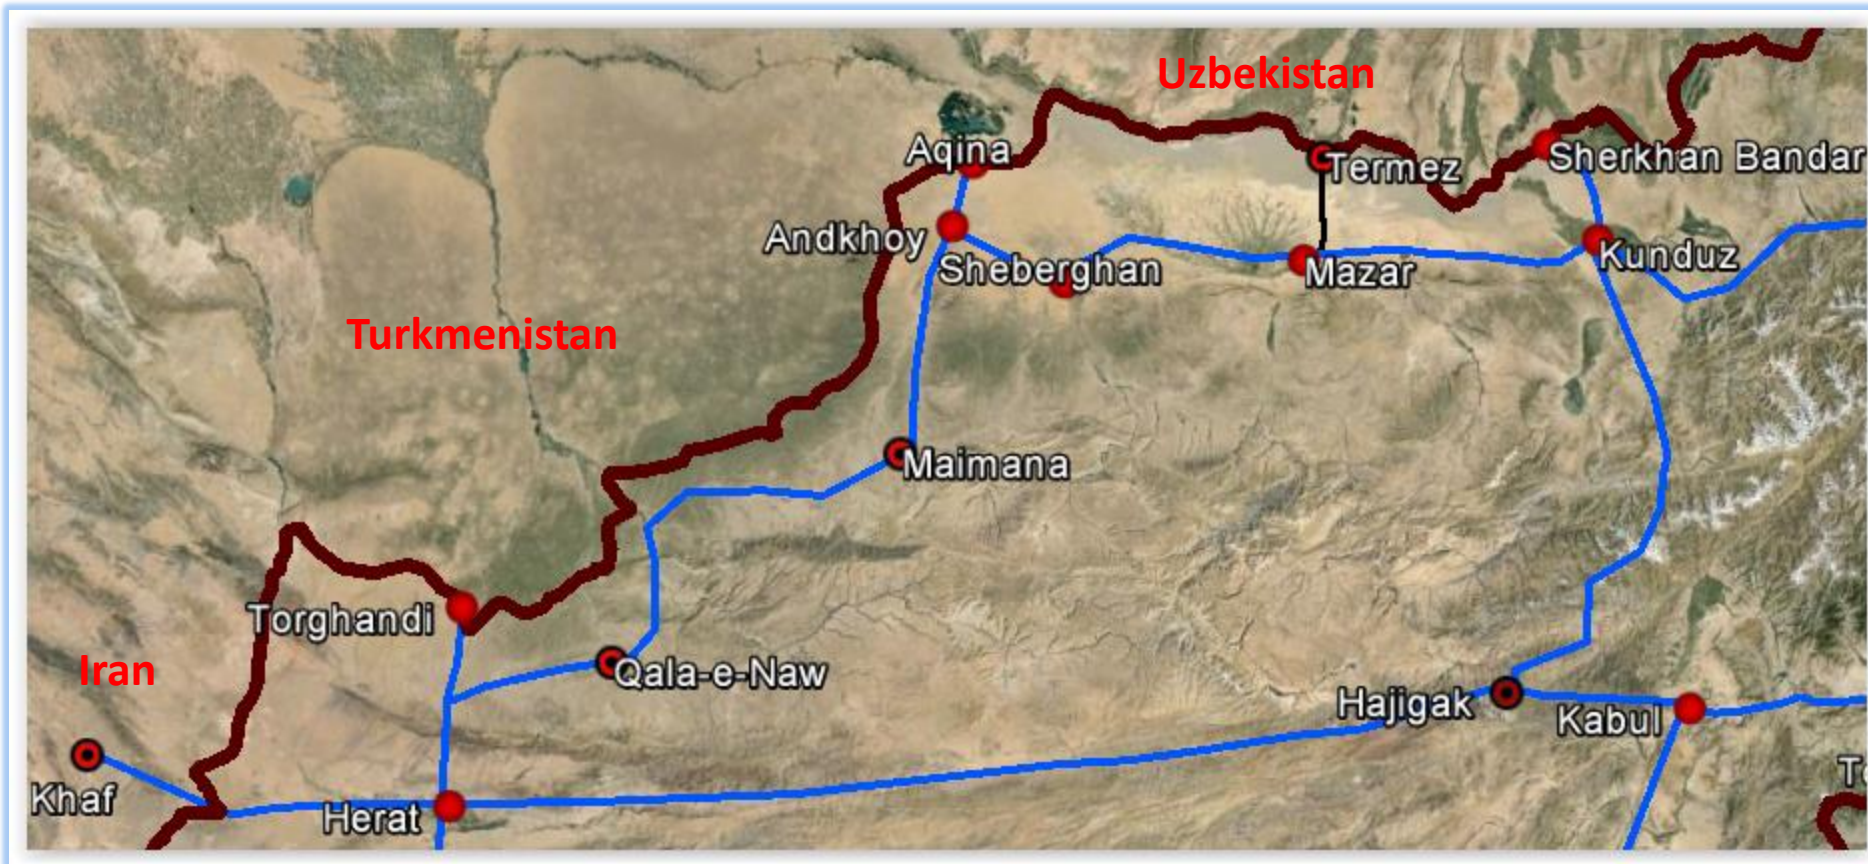 Uzbekistan
Aqina
Termez
Sherkhan Bandar
Andkhoy
Sheberghan
Mazar
Kunduz
Turkmenistan
Maimana
Torghandi
Iran
Qala-e-Naw
Hajigak
Kabul
Khaf
Herat